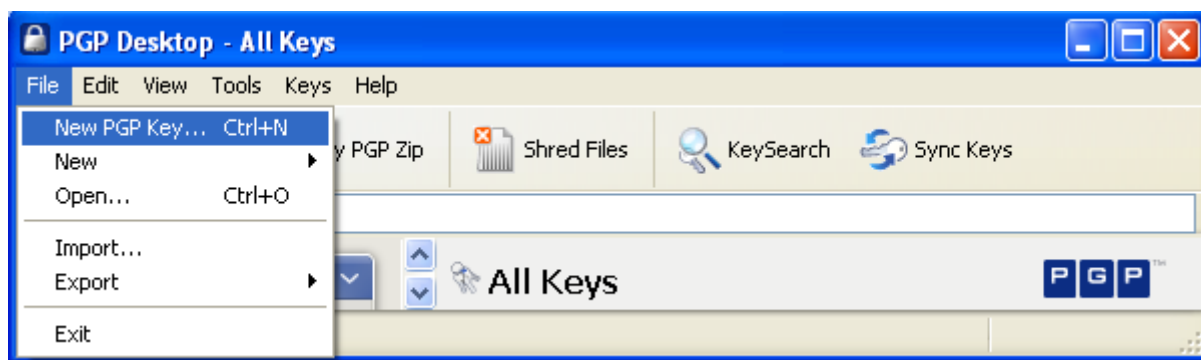 PGP Desktop - All Keys
File Edit View Tools Keys Help
New PGP Key... Ctrl+N
PGP Zip Shred Files KeySearch Sync Keys
New
Open... Ctrl+O
Import...
All Keys PGP™
Export
Exit